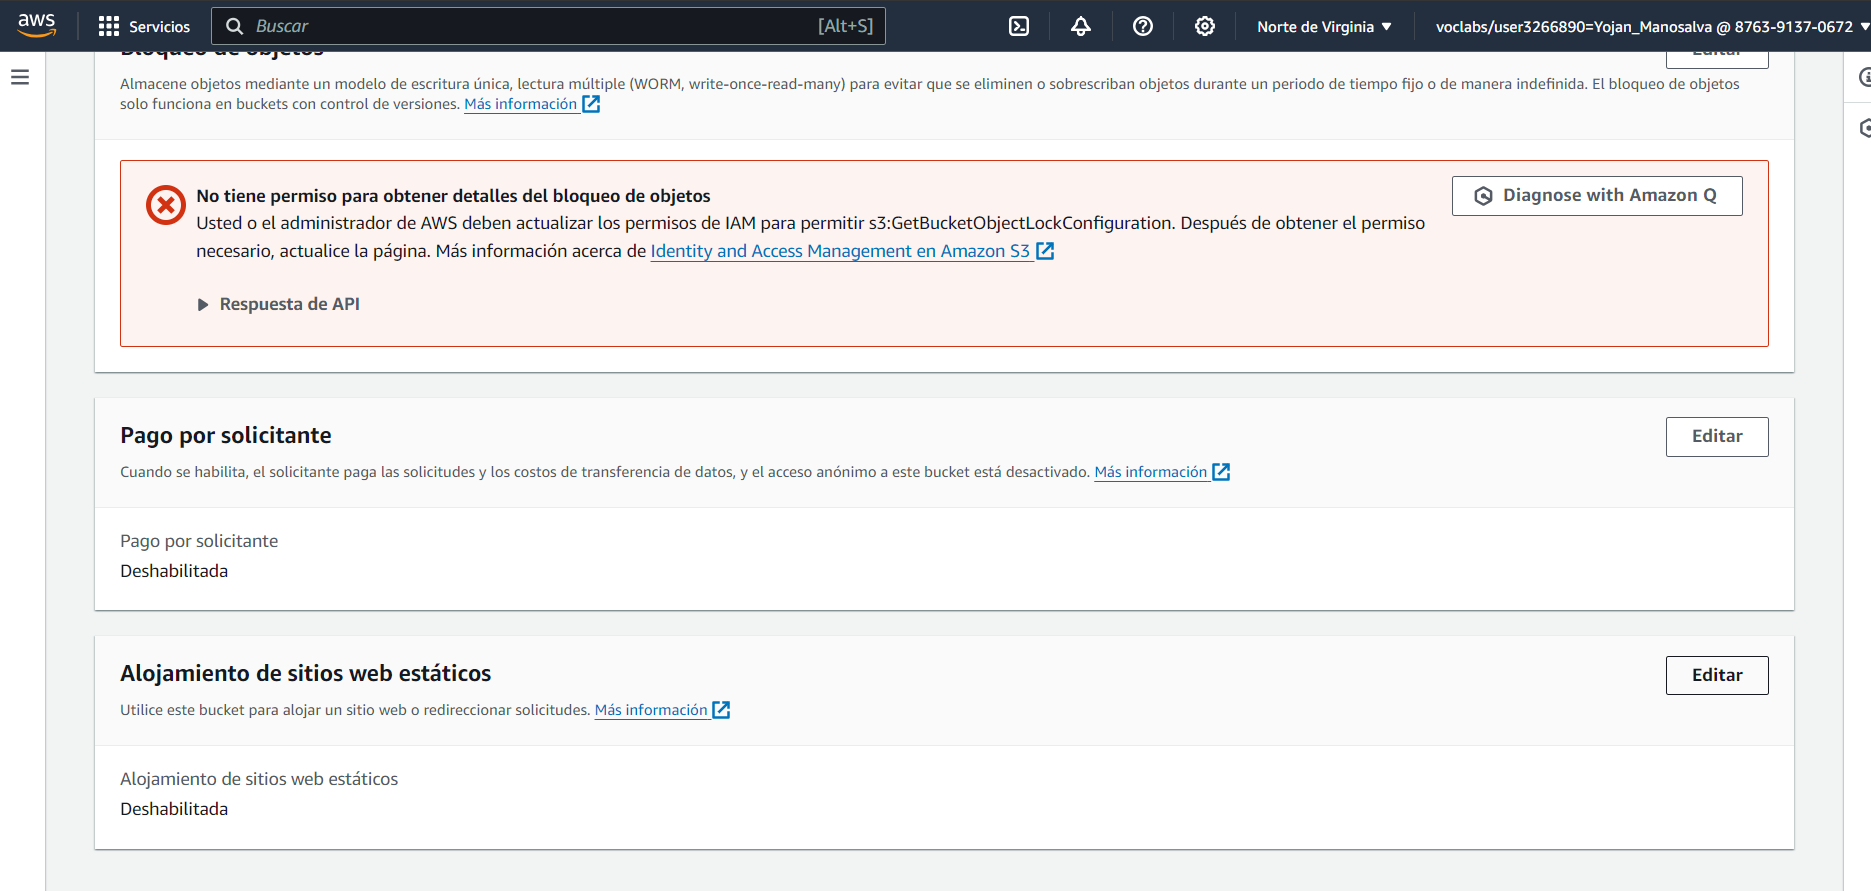 aws
Servicios
Buscar
[Alt+S]
Norte de Virginia
voclabs/user3266890=Yojan_Manosalva @ 8763-9137-0672
Bloqueo de objetos
Editar
Almacene objetos mediante un modelo de escritura única, lectura múltiple (WORM, write-once-read-many) para evitar que se eliminen o sobrescriban objetos durante un periodo de tiempo fijo o de manera indefinida. El bloqueo de objetos
solo funciona en buckets con control de versiones. Más información
No tiene permiso para obtener detalles del bloqueo de objetos
Diagnose with Amazon Q
Usted o el administrador de AWS deben actualizar los permisos de IAM para permitir s3:GetBucketObjectLockConfiguration. Después de obtener el permiso
necesario, actualice la página. Más información acerca de Identity and Access Management en Amazon S3
Respuesta de API
Pago por solicitante
Editar
Cuando se habilita, el solicitante paga las solicitudes y los costos de transferencia de datos, y el acceso anónimo a este bucket está desactivado. Más información
Pago por solicitante
Deshabilitada
Alojamiento de sitios web estáticos
Editar
Utilice este bucket para alojar un sitio web o redireccionar solicitudes. Más información
Alojamiento de sitios web estáticos
Deshabilitada